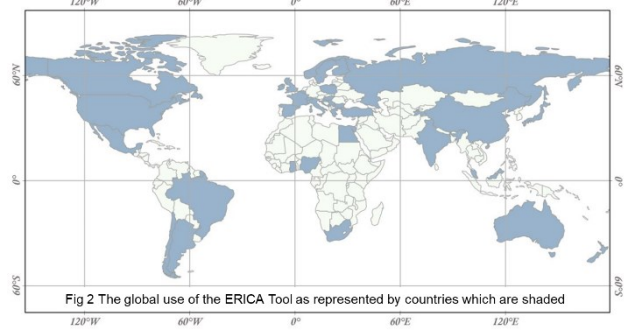 120°W 60°W 0° 60°E 120°E
60°N 60°N
0° 0°
60°S 60°S
Fig 2 The global use of the ERICA Tool as represented by countries which are shaded
120°W 60°W 0° 60°E 120°E